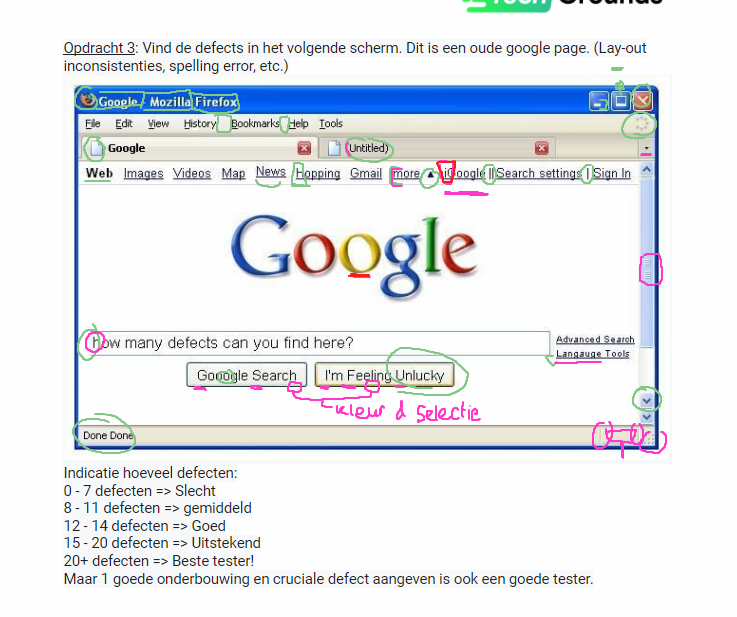 Tech Grounds
Opdracht 3: Vind de defects in het volgende scherm. Dit is een oude google page. (Lay-out
inconsistenties, spelling error, etc.)
Google / Mozilla Firefox
File Edit View History Bookmarks Help Tools
Google (Untitled)
Web Images Videos Map News Hopping Gmail more ▲ iGoogle || Search settings | Sign In
Google
how many defects can you find here?
Advanced Search
Langauge Tools
Gooogle Search I'm Feeling Unlucky
kleur d selectie
Done Done
Indicatie hoeveel defecten:
0 - 7 defecten => Slecht
8 - 11 defecten => gemiddeld
12 - 14 defecten => Goed
15 - 20 defecten => Uitstekend
20+ defecten => Beste tester!
Maar 1 goede onderbouwing en cruciale defect aangeven is ook een goede tester.